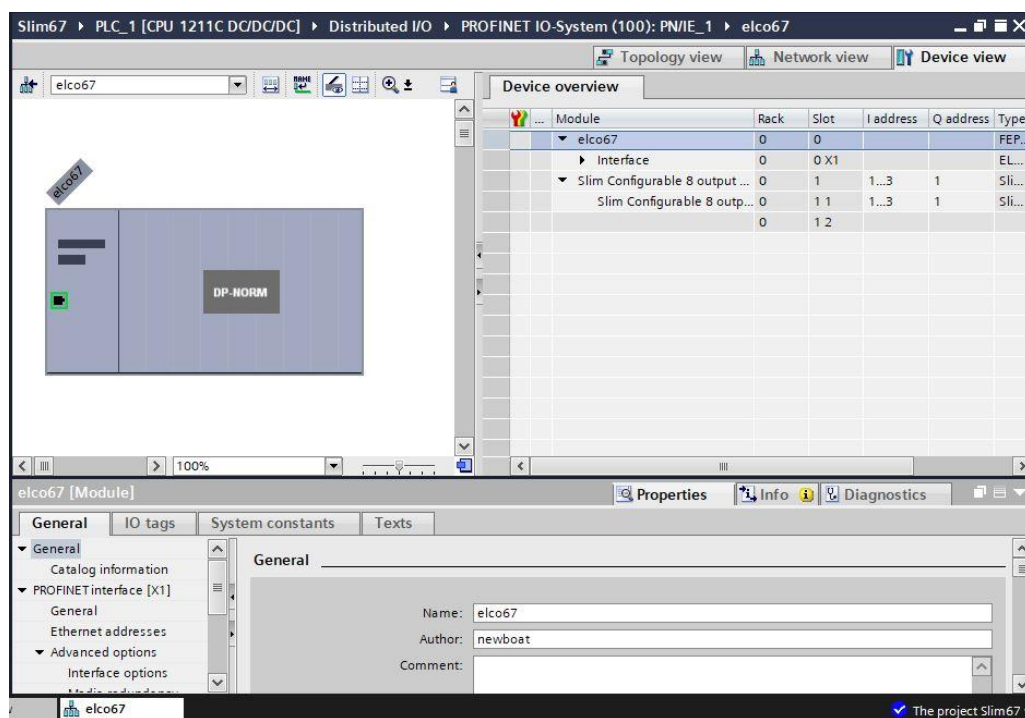 Slim67 ▸ PLC_1 [CPU 1211C DC/DC/DC] ▸ Distributed I/O ▸ PROFINET IO-System (100): PN/IE_1 ▸ elco67
Topology view Network view Device view
elco67
Device overview
... Module Rack Slot I address Q address Type
elco67 0 0 FEP...
Interface 0 0 X1 EL...
Slim Configurable 8 output ... 0 1 1...3 1 Sli...
Slim Configurable 8 outp... 0 1 1 1...3 1 Sli...
0 1 2
elco67
DP-NORM
100%
elco67 [Module]
Properties Info Diagnostics
General IO tags System constants Texts
General
Catalog information
PROFINET interface [X1]
General
Ethernet addresses
Advanced options
Interface options
General
Name: elco67
Author: newboat
Comment:
elco67
The project Slim67